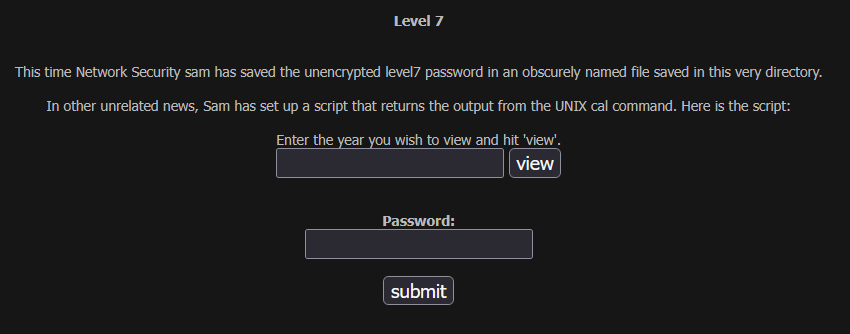 Level 7
This time Network Security sam has saved the unencrypted level7 password in an obscurely named file saved in this very directory.
In other unrelated news, Sam has set up a script that returns the output from the UNIX cal command. Here is the script:
Enter the year you wish to view and hit 'view'.
view
Password:
submit